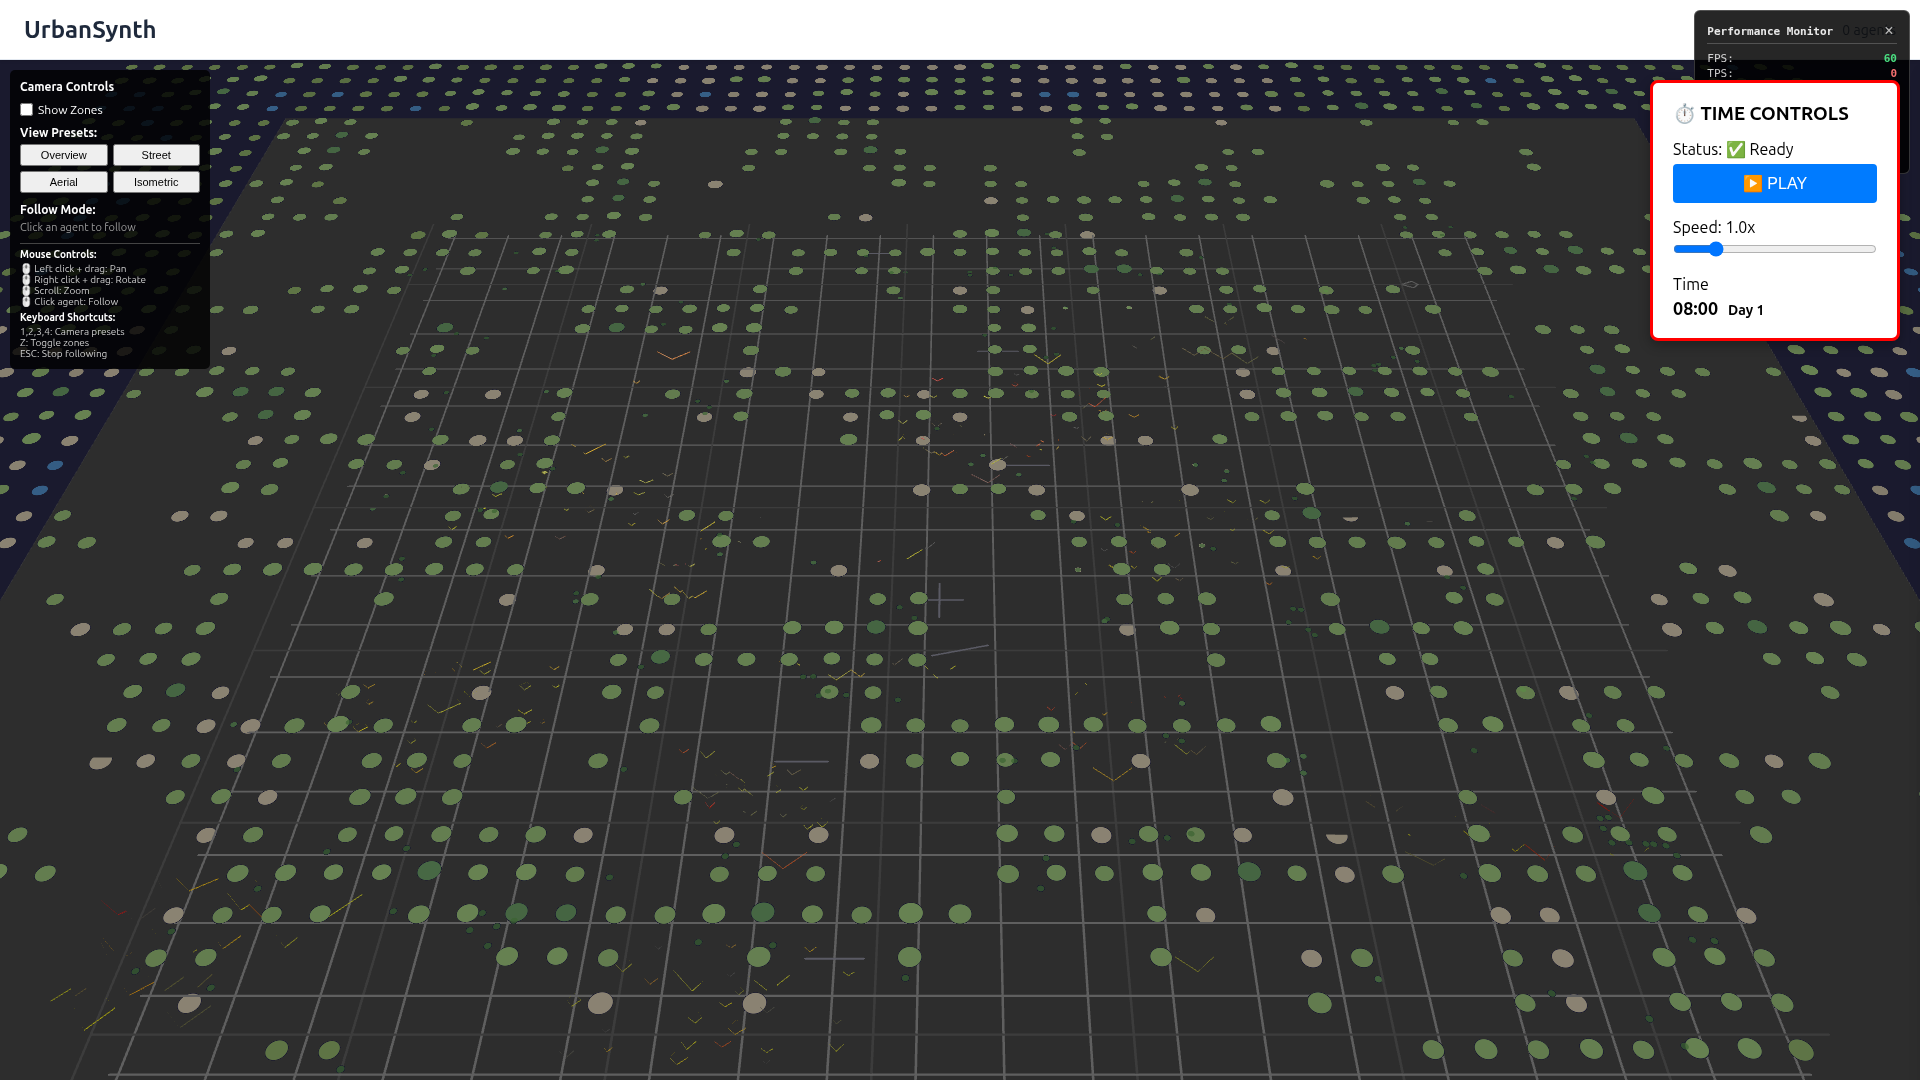 UrbanSynth
Performance Monitor
0 agen
×
FPS: 60
TPS: 0
Camera Controls
Show Zones
View Presets:
Overview Street
Aerial Isometric
Follow Mode:
Click an agent to follow
Mouse Controls:
Left click + drag: Pan
Right click + drag: Rotate
Scroll: Zoom
Click agent: Follow
Keyboard Shortcuts:
1,2,3,4: Camera presets
Z: Toggle zones
ESC: Stop following
⏱️ TIME CONTROLS
Status: ✅ Ready
▶️ PLAY
Speed: 1.0x
Time
08:00 Day 1